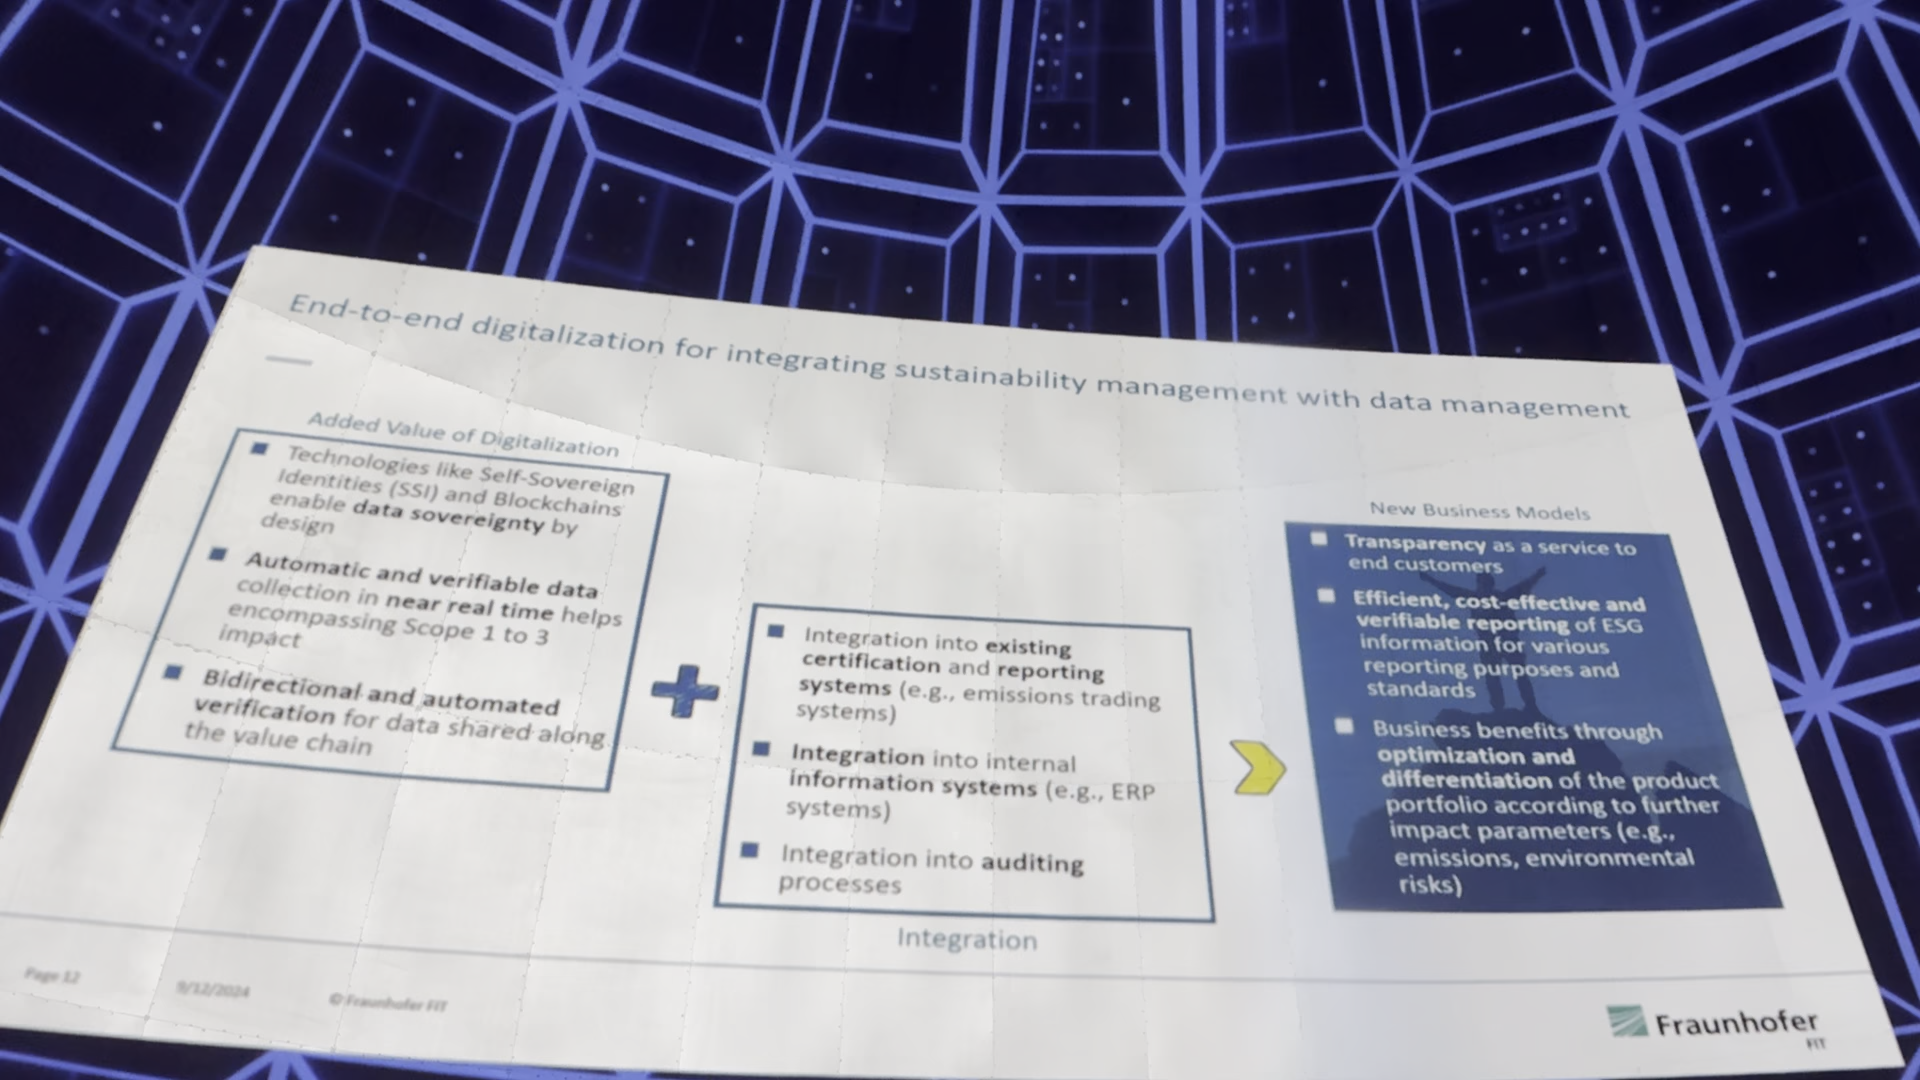 End-to-end digitalization for integrating sustainability management with data management
Added Value of Digitalization
Technologies like Self-Sovereign
Identities (SSI) and Blockchains
enable data sovereignty by
design
Automatic and verifiable data
collection in near real time helps
encompassing Scope 1 to 3
impact
Bidirectional and automated
verification for data shared along
the value chain
Integration into existing
certification and reporting
systems (e.g., emissions trading
systems)
Integration into internal
information systems (e.g., ERP
systems)
Integration into auditing
processes
Integration
New Business Models
Transparency as a service to
end customers
Efficient, cost-effective and
verifiable reporting of ESG
information for various
reporting purposes and
standards
Business benefits through
optimization and
differentiation of the product
portfolio according to further
impact parameters (e.g.,
emissions, environmental
risks)
Page 12
9/12/2024
© Fraunhofer FIT
Fraunhofer
FIT